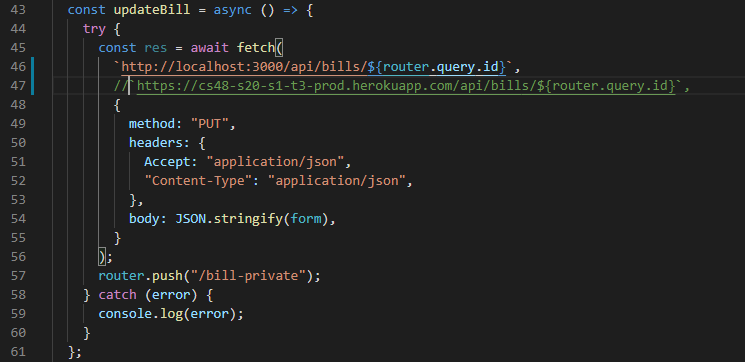 43 const updateBill = async () => {
44 try {
45 const res = await fetch(
46 `http://localhost:3000/api/bills/${router.query.id}`,
47 //`https://cs48-s20-s1-t3-prod.herokuapp.com/api/bills/${router.query.id}`,
48 {
49 method: "PUT",
50 headers: {
51 Accept: "application/json",
52 "Content-Type": "application/json",
53 },
54 body: JSON.stringify(form),
55 }
56 );
57 router.push("/bill-private");
58 } catch (error) {
59 console.log(error);
60 }
61 };